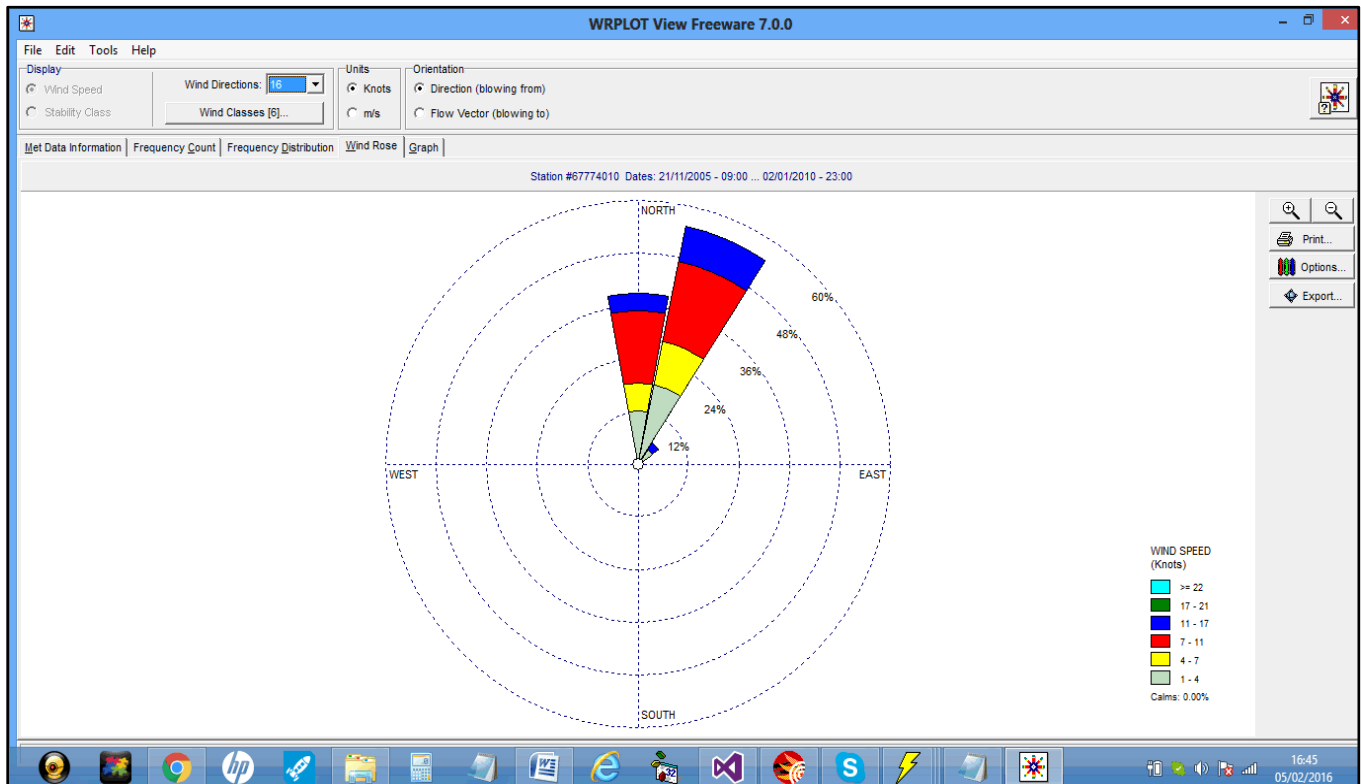 WRPLOT View Freeware 7.0.0
File Edit Tools Help
Display
Wind Speed
Stability Class
Wind Directions: 16
Wind Classes [6]...
Units
Knots
m/s
Orientation
Direction (blowing from)
Flow Vector (blowing to)
Met Data Information Frequency Count Frequency Distribution Wind Rose Graph
Station #67774010 Dates: 21/11/2005 - 09:00 ... 02/01/2010 - 23:00
Print...
Options...
Export...
NORTH
60%
48%
36%
24%
12%
WEST
EAST
SOUTH
WIND SPEED
(Knots)
>= 22
17 - 21
11 - 17
7 - 11
4 - 7
1 - 4
Calms: 0.00%
hp
W
32
S
16:45
05/02/2016